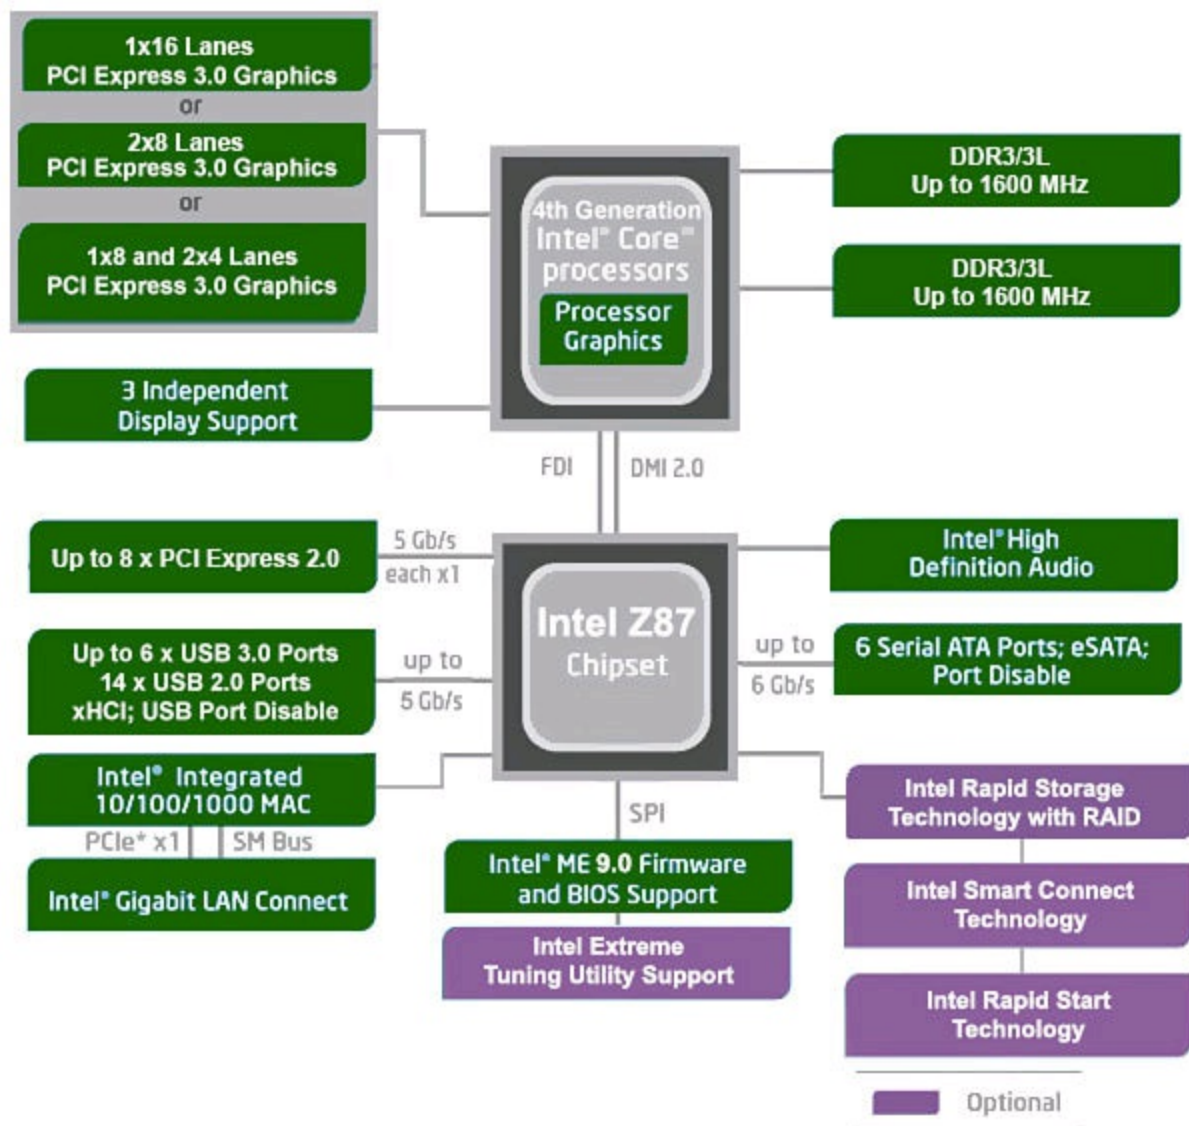 1x16 Lanes
PCI Express 3.0 Graphics
or
2x8 Lanes
PCI Express 3.0 Graphics
or
1x8 and 2x4 Lanes
PCI Express 3.0 Graphics
3 Independent
Display Support
4th Generation
Intel® Core™
processors
Processor
Graphics
DDR3/3L
Up to 1600 MHz
DDR3/3L
Up to 1600 MHz
FDI
DMI 2.0
Up to 8 x PCI Express 2.0
5 Gb/s
each x1
Up to 6 x USB 3.0 Ports
14 x USB 2.0 Ports
xHCI; USB Port Disable
up to
5 Gb/s
Intel® Integrated
10/100/1000 MAC
PCIe* x1
SM Bus
Intel® Gigabit LAN Connect
Intel Z87
Chipset
Intel® High
Definition Audio
up to
6 Gb/s
6 Serial ATA Ports; eSATA;
Port Disable
SPI
Intel® ME 9.0 Firmware
and BIOS Support
Intel Extreme
Tuning Utility Support
Intel Rapid Storage
Technology with RAID
Intel Smart Connect
Technology
Intel Rapid Start
Technology
Optional